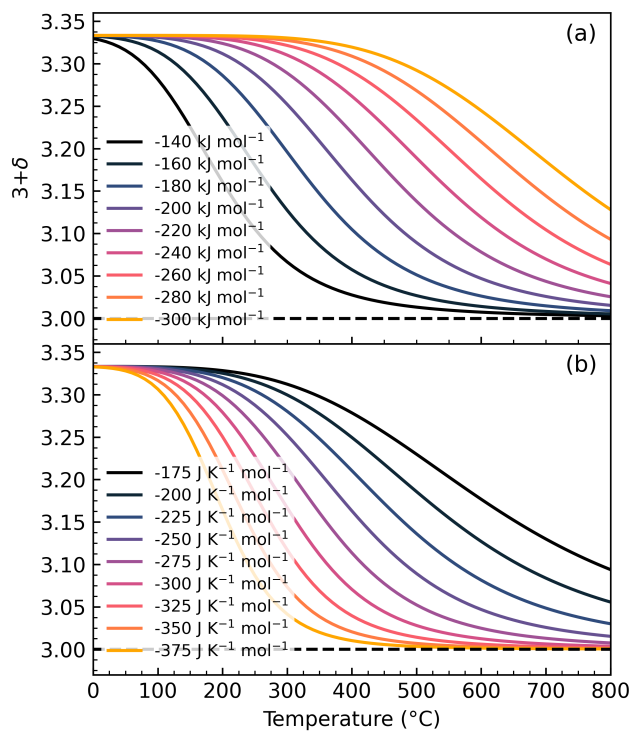 (a)
3.35
3.30
3.25
3.20
3.15
3.10
3.05
3.00
3+δ
-140 kJ mol⁻¹
-160 kJ mol⁻¹
-180 kJ mol⁻¹
-200 kJ mol⁻¹
-220 kJ mol⁻¹
-240 kJ mol⁻¹
-260 kJ mol⁻¹
-280 kJ mol⁻¹
-300 kJ mol⁻¹
(b)
3.35
3.30
3.25
3.20
3.15
3.10
3.05
3.00
-175 J K⁻¹ mol⁻¹
-200 J K⁻¹ mol⁻¹
-225 J K⁻¹ mol⁻¹
-250 J K⁻¹ mol⁻¹
-275 J K⁻¹ mol⁻¹
-300 J K⁻¹ mol⁻¹
-325 J K⁻¹ mol⁻¹
-350 J K⁻¹ mol⁻¹
-375 J K⁻¹ mol⁻¹
0 100 200 300 400 500 600 700 800
Temperature (°C)